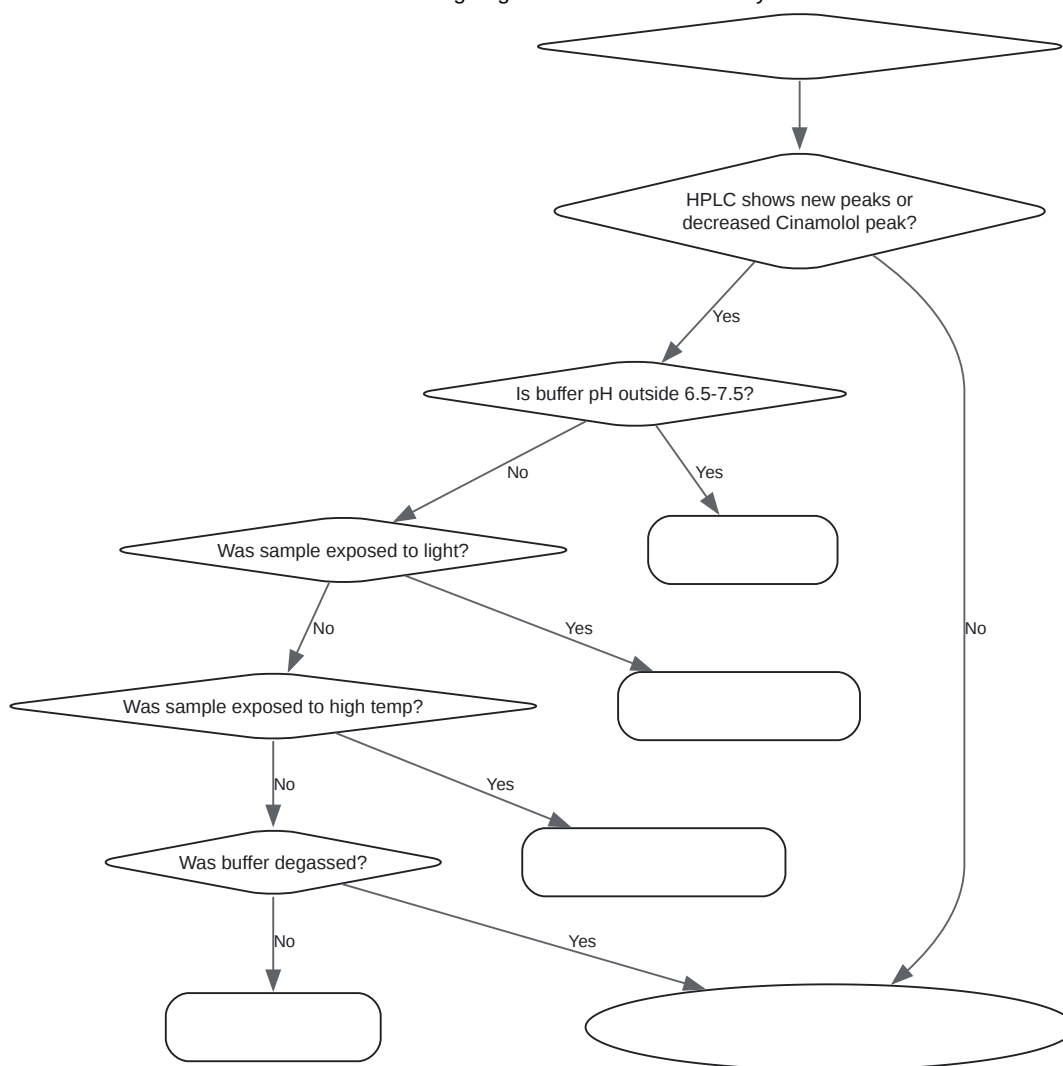 HPLC shows new peaks or
decreased Cinamolol peak?
Yes
Is buffer pH outside 6.5-7.5?
No
Yes
Was sample exposed to light?
No
Yes
No
Was sample exposed to high temp?
No
Yes
Was buffer degassed?
No
Yes